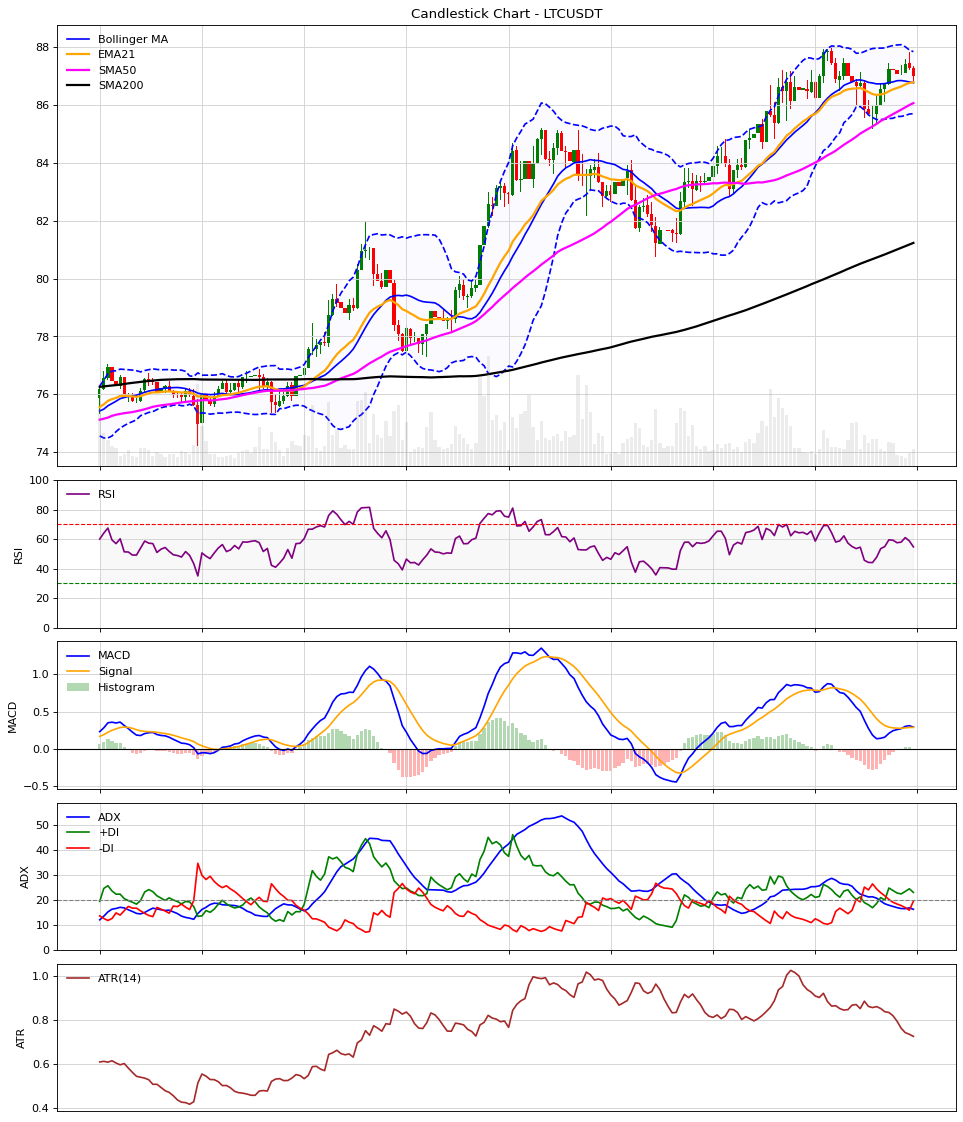 Candlestick Chart - LTCUSDT
Bollinger MA
EMA21
SMA50
SMA200
88
86
84
82
80
78
76
74
RSI
RSI
100
80
60
40
20
0
MACD
Signal
Histogram
MACD
1.0
0.5
0.0
−0.5
ADX
+DI
-DI
ADX
50
40
30
20
10
0
ATR(14)
ATR
1.0
0.8
0.6
0.4